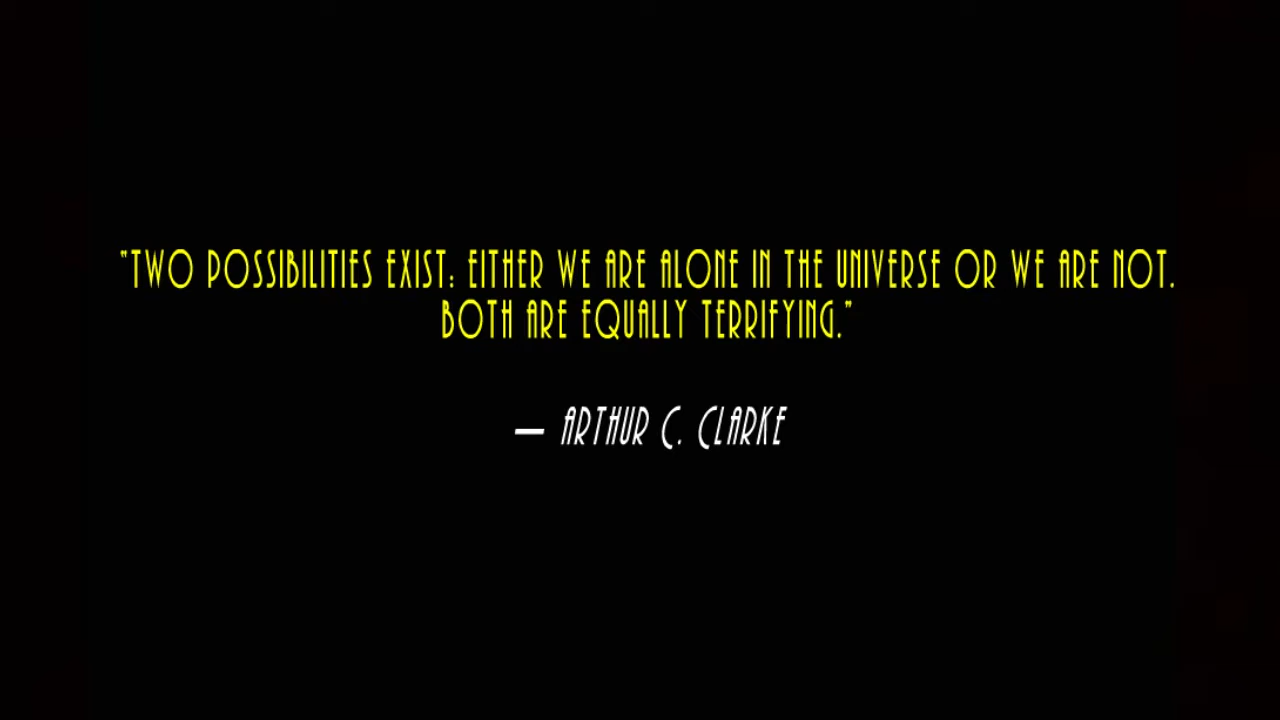 "TWO POSSIBILITIES EXIST: EITHER WE ARE ALONE IN THE UNIVERSE OR WE ARE NOT.
BOTH ARE EQUALLY TERRIFYING."
— ARTHUR C. CLARKE